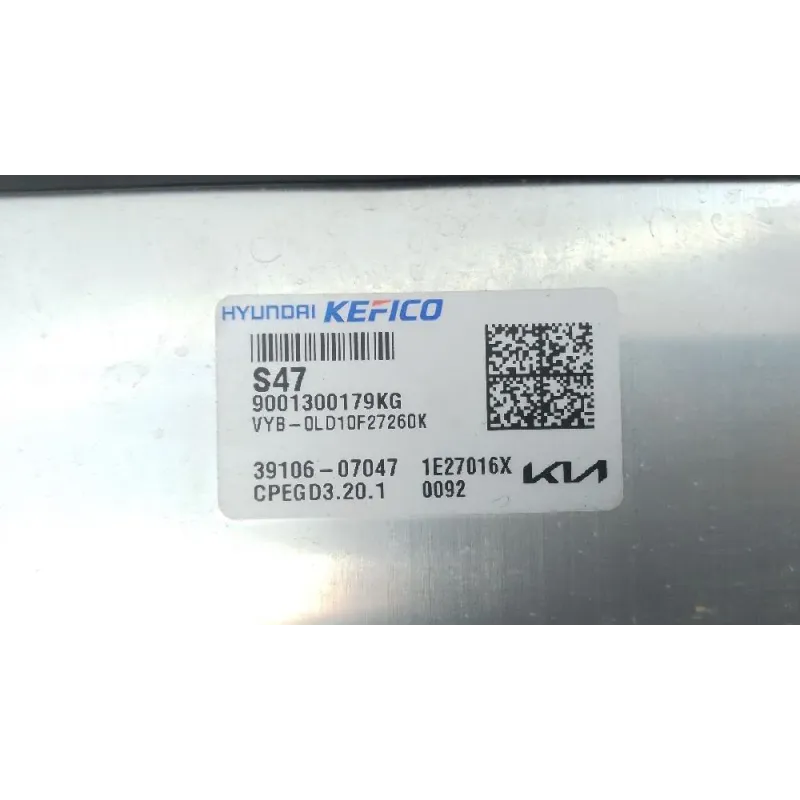 HYUNDAI KEFICO
S47
9001300179KG
VYB-0LD10F27260K
39106-07047 1E27016X KIA
CPEGD3.20.1 0092